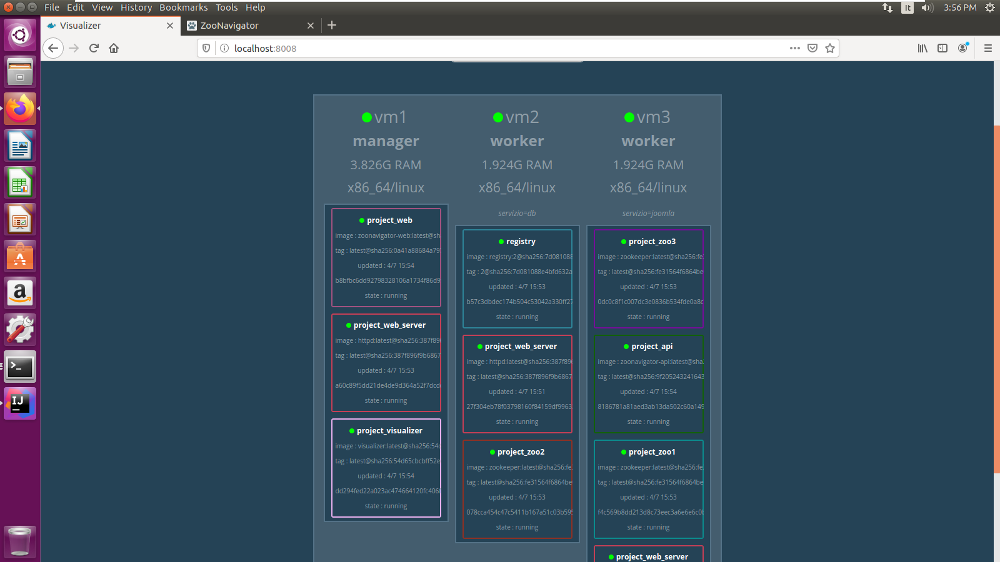 File Edit View History Bookmarks Tools Help
It 3:56 PM
Visualizer
ZooNavigator
localhost:8008
vm1
manager
3.826G RAM
x86_64/linux
project_web
image : zoonavigator-web:latest@sh
tag : latest@sha256:0a41a88684a79
updated : 4/7 15:54
b8bfbc6dd92798328106a1734f86d9
state : running
project_web_server
image : httpd:latest@sha256:387f89
tag : latest@sha256:387f896f9b6867
updated : 4/7 15:53
a60c89f5dd21de4de9d364a52f7dcd
state : running
project_visualizer
image : visualizer:latest@sha256:54
tag : latest@sha256:54d65cbcbff52e
updated : 4/7 15:54
dd294fed22a023ac474664120fc406
state : running
vm2
worker
1.924G RAM
x86_64/linux
servizio=db
registry
image : registry:2@sha256:7d081088
tag : 2@sha256:7d081088e4bfd632a
updated : 4/7 15:53
b57c3dbdec174b504c53042a330ff27
state : running
project_web_server
image : httpd:latest@sha256:387f89
tag : latest@sha256:387f896f9b6867
updated : 4/7 15:51
27f304eb78f03798160f84159df9963
state : running
project_zoo2
image : zookeeper:latest@sha256:fe
tag : latest@sha256:fe31564f6864be
updated : 4/7 15:53
078cca454c47c5411b167a51c03b595
state : running
vm3
worker
1.924G RAM
x86_64/linux
servizio=joomla
project_zoo3
image : zookeeper:latest@sha256:fe
tag : latest@sha256:fe31564f6864be
updated : 4/7 15:53
0dc0c8f1c007dc3e0836b534fde0a8c
state : running
project_api
image : zoonavigator-api:latest@sha
tag : latest@sha256:9f205243241643
updated : 4/7 15:54
8186781a81aed3ab13da502c60a149
state : running
project_zoo1
image : zookeeper:latest@sha256:fe
tag : latest@sha256:fe31564f6864be
updated : 4/7 15:53
f4c569b8dd213d8c73eec3a6e6e6c0
state : running
project_web_server